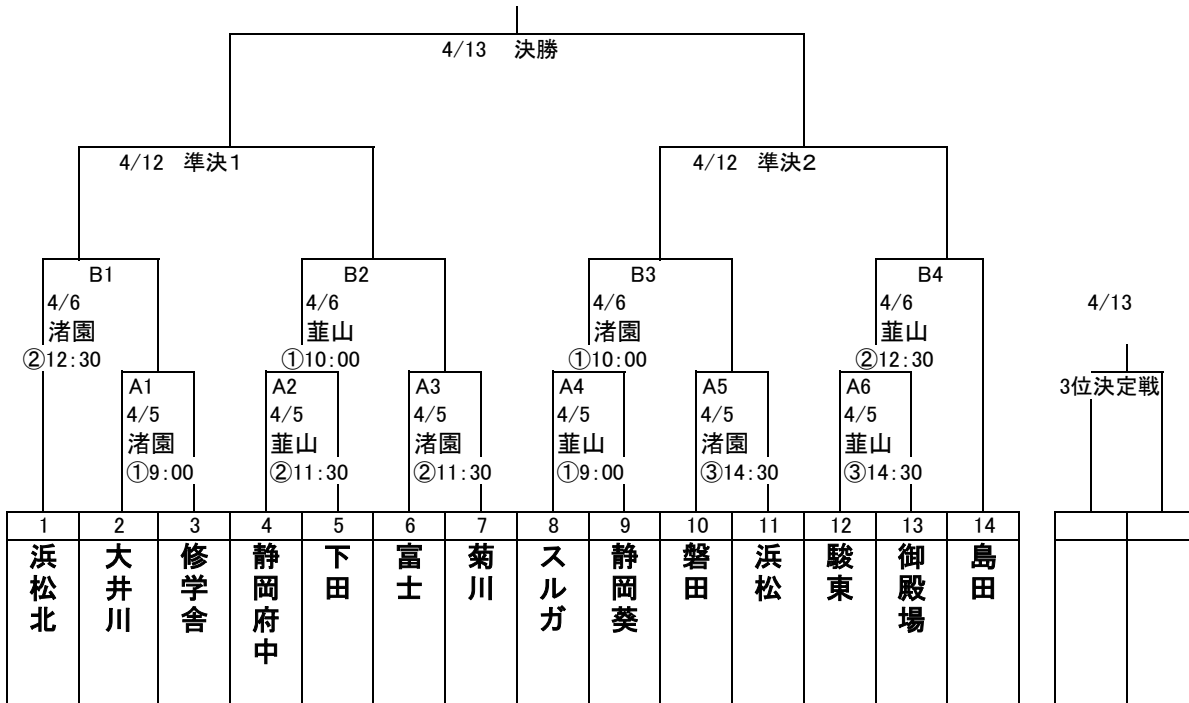 4/13　決勝
4/12　準決1
4/12　準決2
B1
4/6
渚園
②12:30
B2
4/6
韮山
①10:00
B3
4/6
渚園
①10:00
B4
4/6
韮山
②12:30
4/13
3位決定戦
A1
4/5
渚園
①9:00
A2
4/5
韮山
②11:30
A3
4/5
渚園
②11:30
A4
4/5
韮山
①9:00
A5
4/5
渚園
③14:30
A6
4/5
韮山
③14:30
1
浜松北
2
大井川
3
修学舎
4
静岡府中
5
下田
6
富士
7
菊川
8
スルガ
9
静岡葵
10
磐田
11
浜松
12
駿東
13
御殿場
14
島田